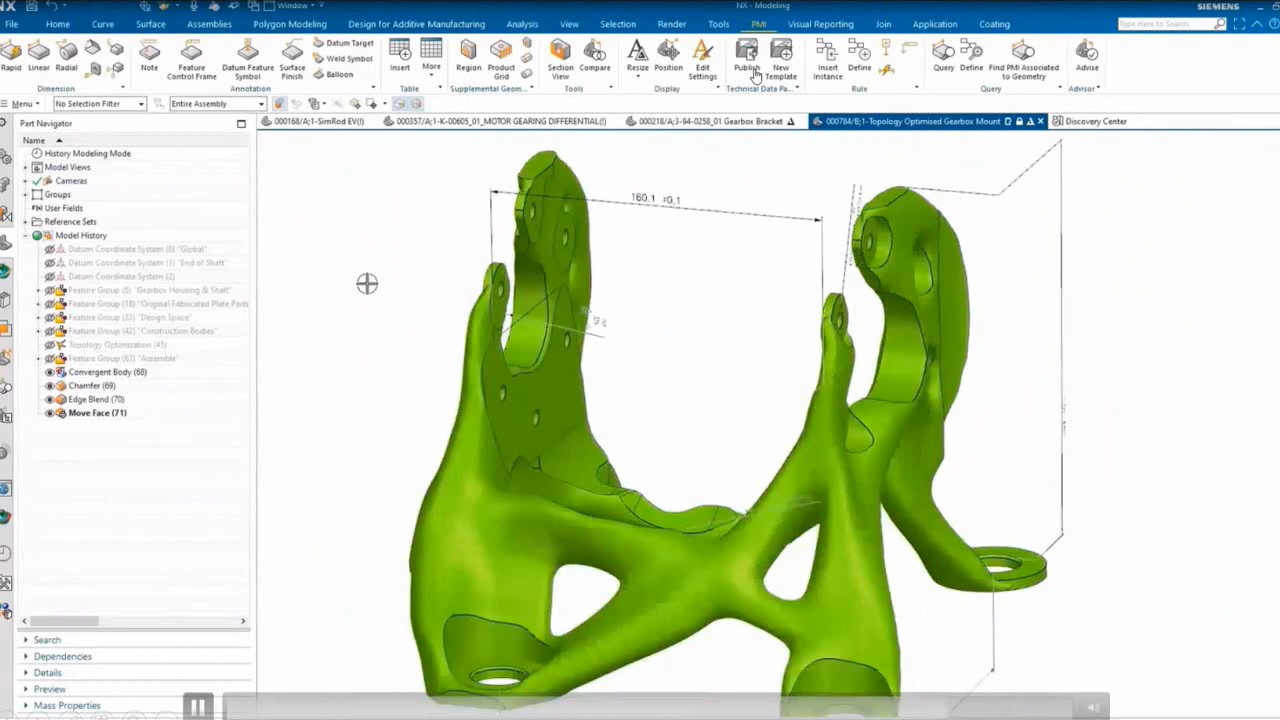 NX
Window
NX - Modeling
SIEMENS
File Home Curve Surface Assemblies Polygon Modeling Design for Additive Manufacturing Analysis View Selection Render Tools PMI Visual Reporting Join Application Coating
Type Here to Search
Rapid Linear Radial
Note Feature Control Frame Datum Feature Symbol Surface Finish
Datum Target
Weld Symbol
Balloon
Insert More
Region Product Grid
Section View Compare
Resize Position Edit Settings
Publish New Template
Insert Instance Define
Query Define Find PMI Associated to Geometry
Advise
Dimension Annotation Table Supplemental Geom... Tools Display Technical Data Pa... Rule Query Advisor
Menu No Selection Filter Entire Assembly
Part Navigator
000168/A;1-SimRod EV(!) 000357/A;1-K-00605_01_MOTOR GEARING DIFFERENTIAL(!) 000218/A;3-94-0258_01 Gearbox Bracket 000784/B;1-Topology Optimised Gearbox Mount Discovery Center
Name
History Modeling Mode
Model Views
Cameras
Groups
User Fields
Reference Sets
Model History
Datum Coordinate System (0) "Global"
Datum Coordinate System (1) "End of Shaft"
Datum Coordinate System (2)
Feature Group (5) "Gearbox Housing & Shaft"
Feature Group (18) "Original Fabricated Plate Parts
Feature Group (23) "Design Space"
Feature Group (42) "Construction Bodies"
Topology Optimization (45)
Feature Group (63) "Assemble"
Convergent Body (68)
Chamfer (69)
Edge Blend (70)
Move Face (71)
160,1 ±0,1
Search
Dependencies
Details
Preview
Mass Properties